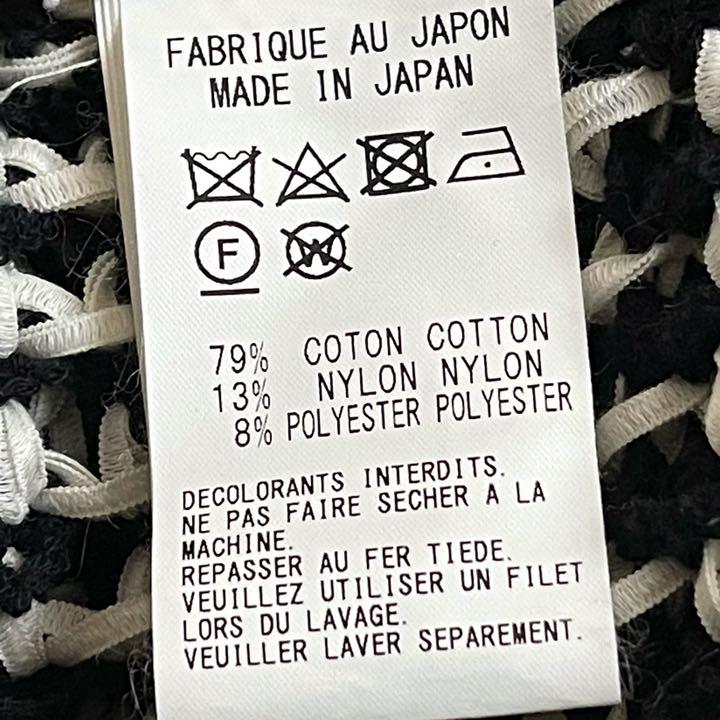 FABRIQUE AU JAPON
MADE IN JAPAN
F W
79% COTON COTTON
13% NYLON NYLON
8% POLYESTER POLYESTER
DECOLORANTS INTERDITS.
NE PAS FAIRE SECHER A LA
MACHINE.
REPASSER AU FER TIEDE.
VEUILLEZ UTILISER UN FILET
LORS DU LAVAGE.
VEUILLER LAVER SEPAREMENT.